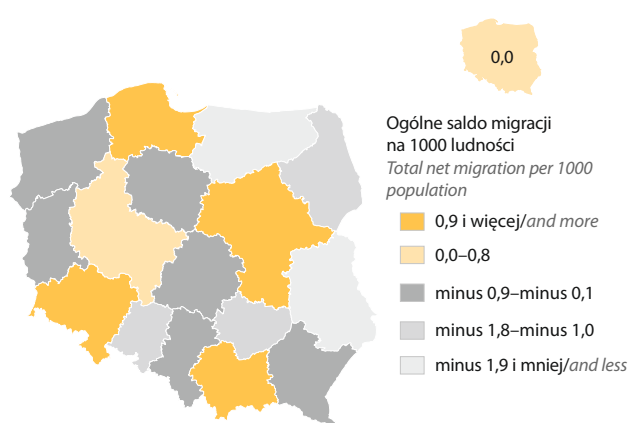 0,0
Ogólne saldo migracji
na 1000 ludności
Total net migration per 1000
population
0,9 i więcej/and more
0,0–0,8
minus 0,9–minus 0,1
minus 1,8–minus 1,0
minus 1,9 i mniej/and less